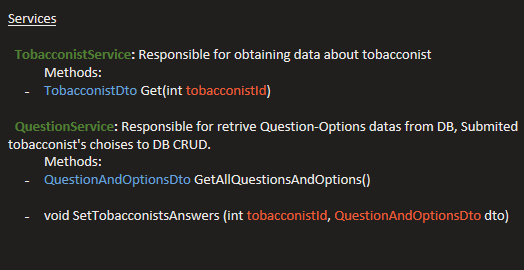 Services
TobacconistService: Responsible for obtaining data about tobacconist
Methods:
- TobacconistDto Get(int tobacconistId)
QuestionService: Responsible for retrive Question-Options datas from DB, Submited
tobacconist's choises to DB CRUD.
Methods:
- QuestionAndOptionsDto GetAllQuestionsAndOptions()
- void SetTobacconistsAnswers (int tobacconistId, QuestionAndOptionsDto dto)